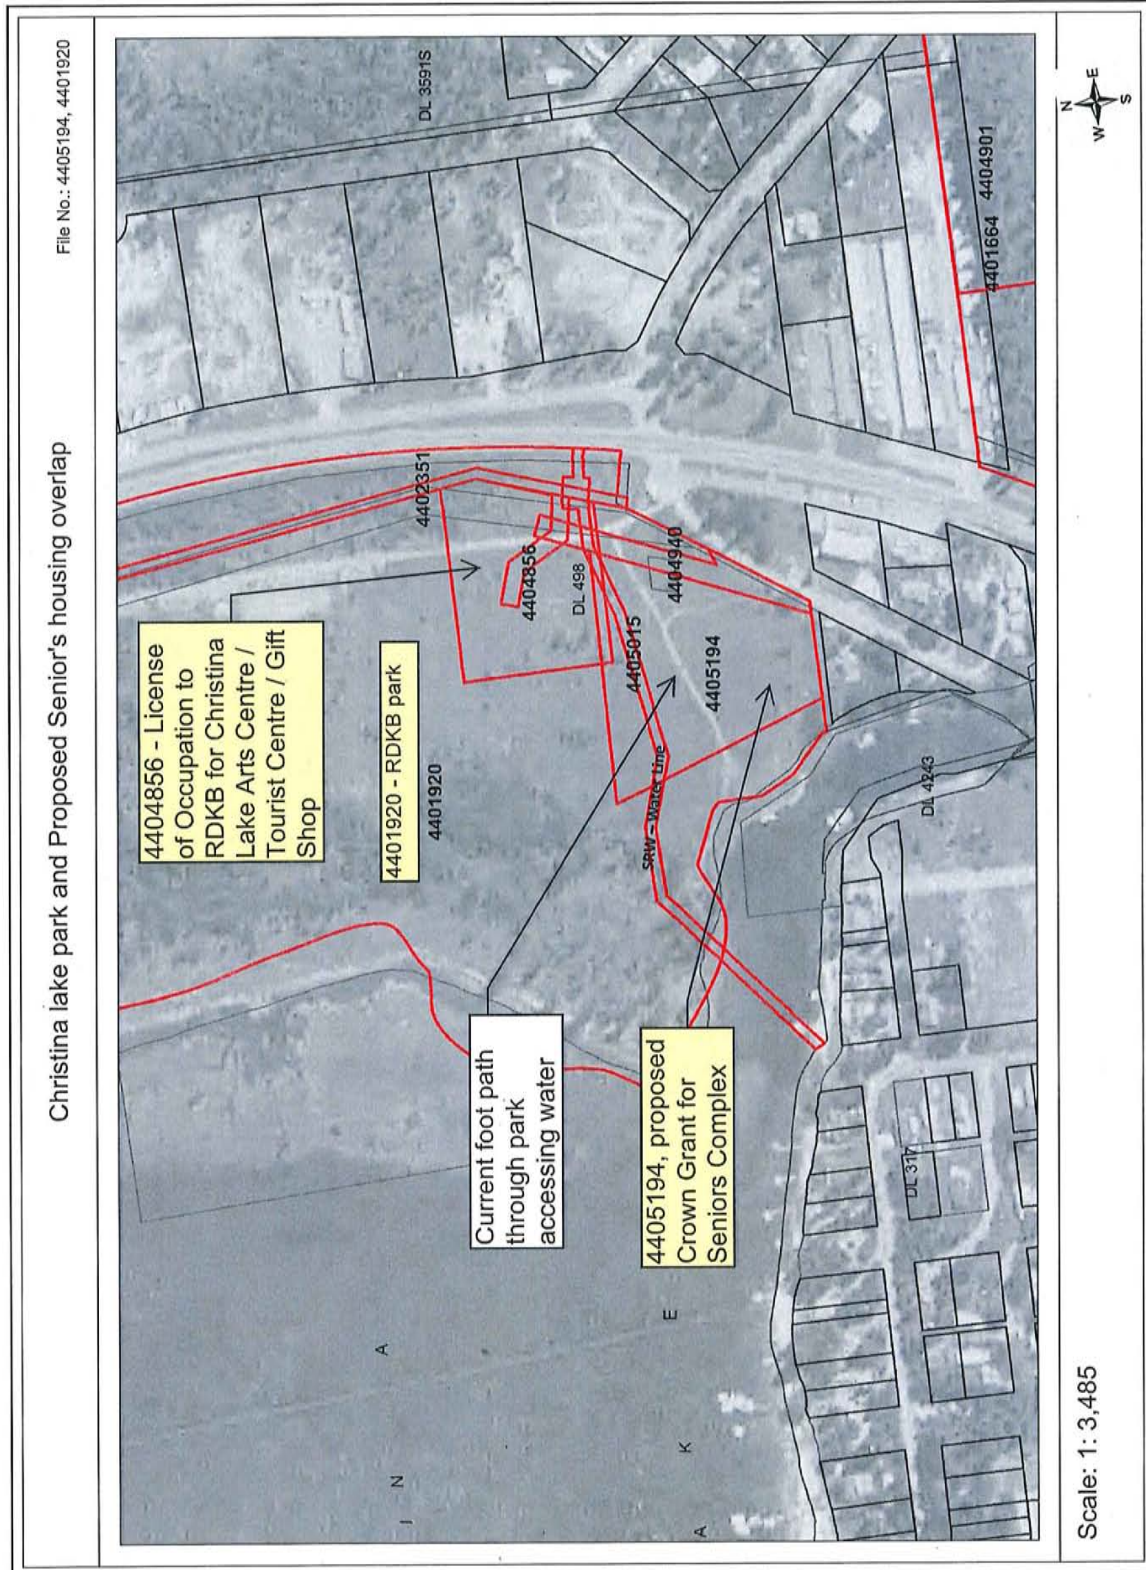 Christina lake park and Proposed Senior's housing overlap
File No.: 4405194, 4401920
DL 3591S
4404856 - License
of Occupation to
RDKB for Christina
Lake Arts Centre /
Tourist Centre / Gift
Shop
4401920 - RDKB park
4401920
4402351
4404856
DL 498
4405015
4404940
4405194
SRW - Water Line
4401664 4404901
DL 4243
Current foot path
through park
accessing water
4405194, proposed
Crown Grant for
Seniors Complex
DL 317
I N A
A K E
Scale: 1: 3,485
N
W E
S